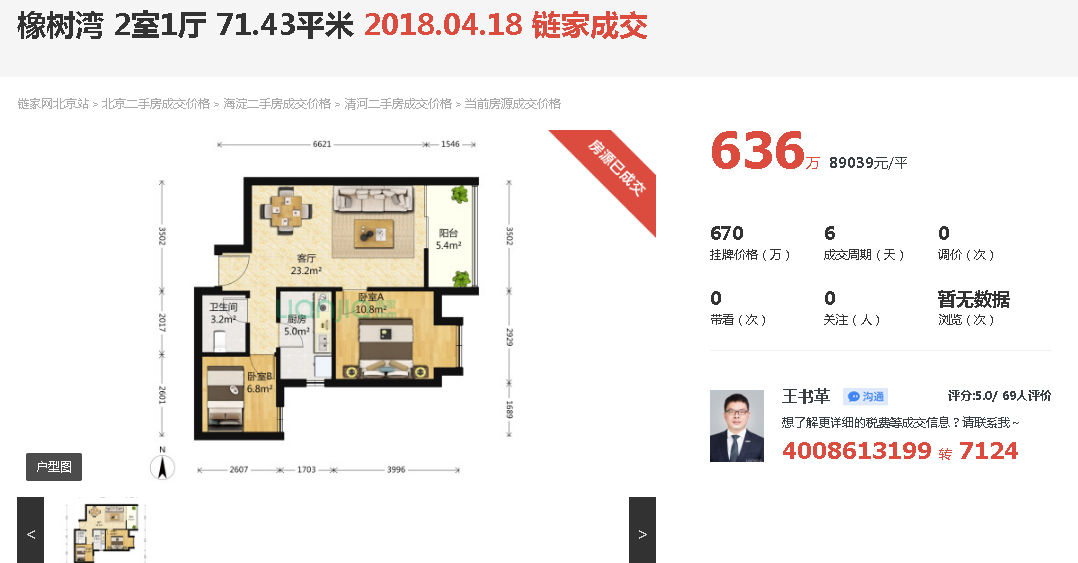 橡树湾 2室1厅 71.43平米 2018.04.18 链家成交
链家网北京站 > 北京二手房成交价格 > 海淀二手房成交价格 > 清河二手房成交价格 > 当前房源成交价格
6621
1546
房源已成交
3502
3502
阳台
5.4m²
客厅
23.2m²
Lianjia
卫生间
3.2m²
厨房
5.0m²
卧室A
10.8m²
2017
2929
卧室B
6.8m²
2601
1689
N
2607
1703
3996
户型图
<
>
636万 89039元/平
670
挂牌价格（万）
6
成交周期（天）
0
调价（次）
0
带看（次）
0
关注（人）
暂无数据
浏览（次）
王书革
沟通
评分:5.0/ 69人评价
想了解更详细的税费等成交信息？请联系我～
4008613199 转 7124